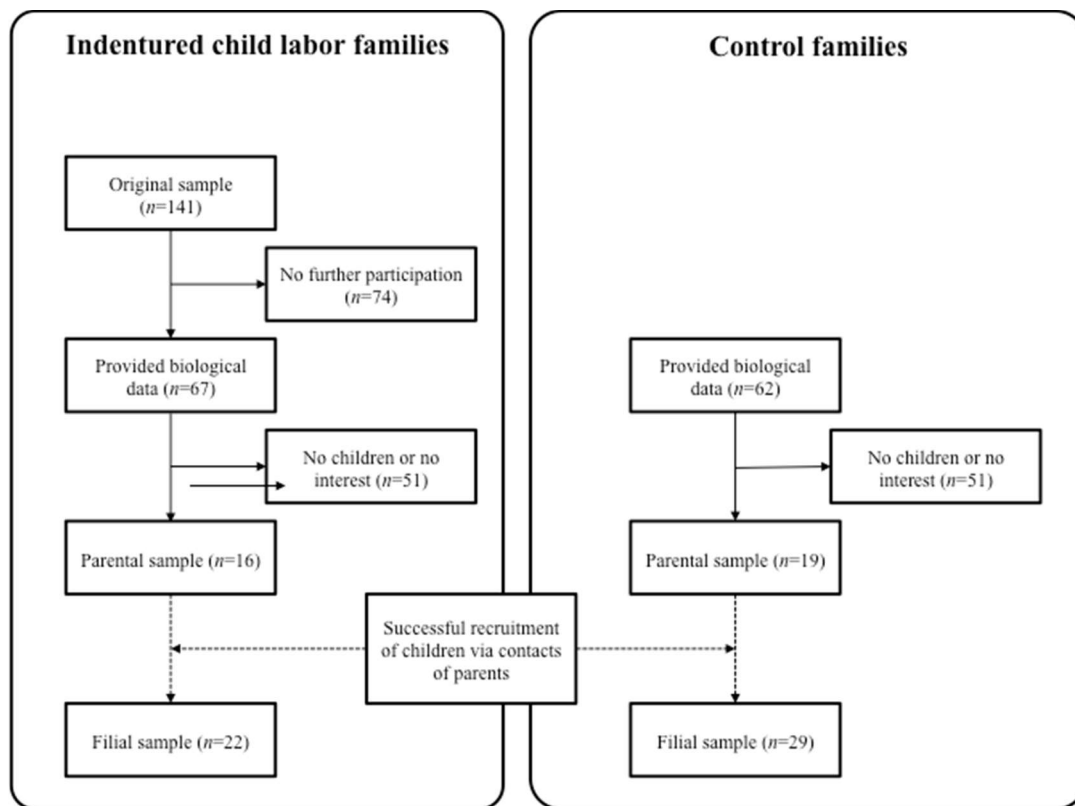 Indentured child labor families
Original sample
(n=141)
No further participation
(n=74)
Provided biological
data (n=67)
No children or no
interest (n=51)
Parental sample (n=16)
Successful recruitment
of children via contacts
of parents
Filial sample (n=22)
Control families
Provided biological
data (n=62)
No children or no
interest (n=51)
Parental sample (n=19)
Filial sample (n=29)